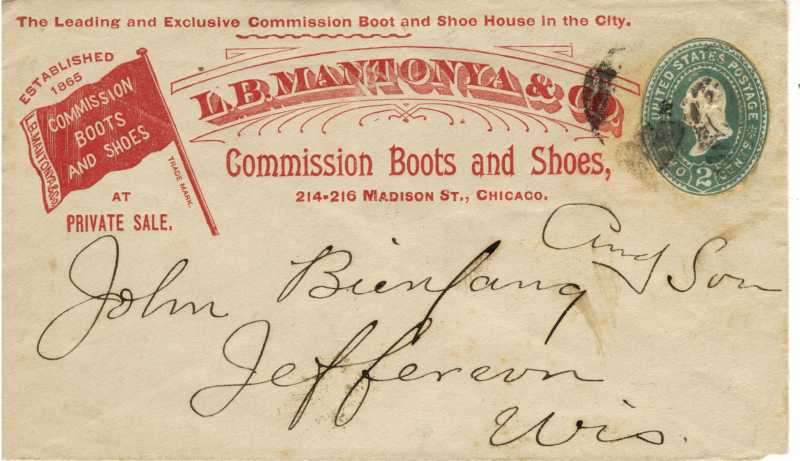 The Leading and Exclusive Commission Boot and Shoe House in the City.
ESTABLISHED
1865
COMMISSION
BOOTS
AND SHOES
L.B. MANTONYA & CO.
TRADE MARK.
AT
PRIVATE SALE.
L.B. MANTONYA & CO.
Commission Boots and Shoes,
214-216 MADISON ST., CHICAGO.
UNITED STATES POSTAGE
TWO 2 CENTS
John Bienfang And Son
Jefferson
Wis.